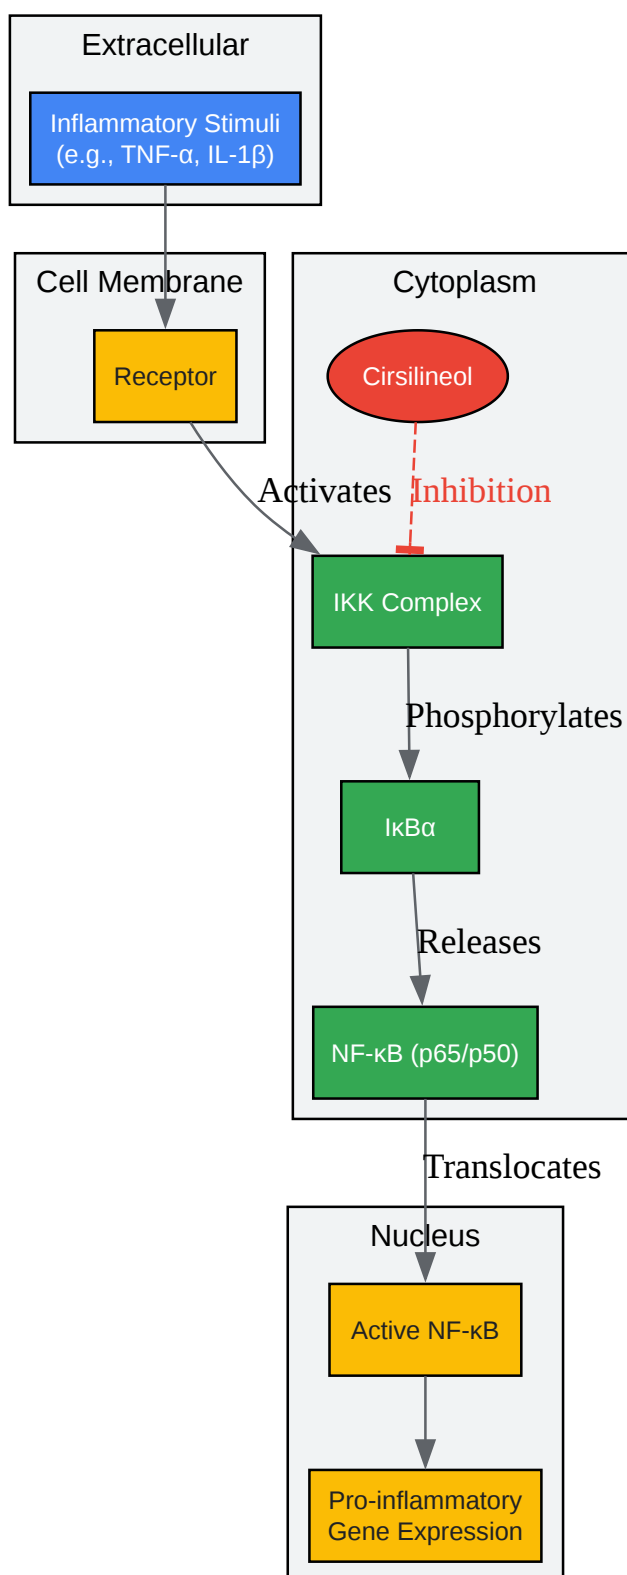 Extracellular
Inflammatory Stimuli
(e.g., TNF-α, IL-1β)
Cell Membrane
Receptor
Cytoplasm
Cirsilineol
Activates
Inhibition
IKK Complex
Phosphorylates
IκBα
Releases
NF-κB (p65/p50)
Translocates
Nucleus
Active NF-κB
Pro-inflammatory
Gene Expression